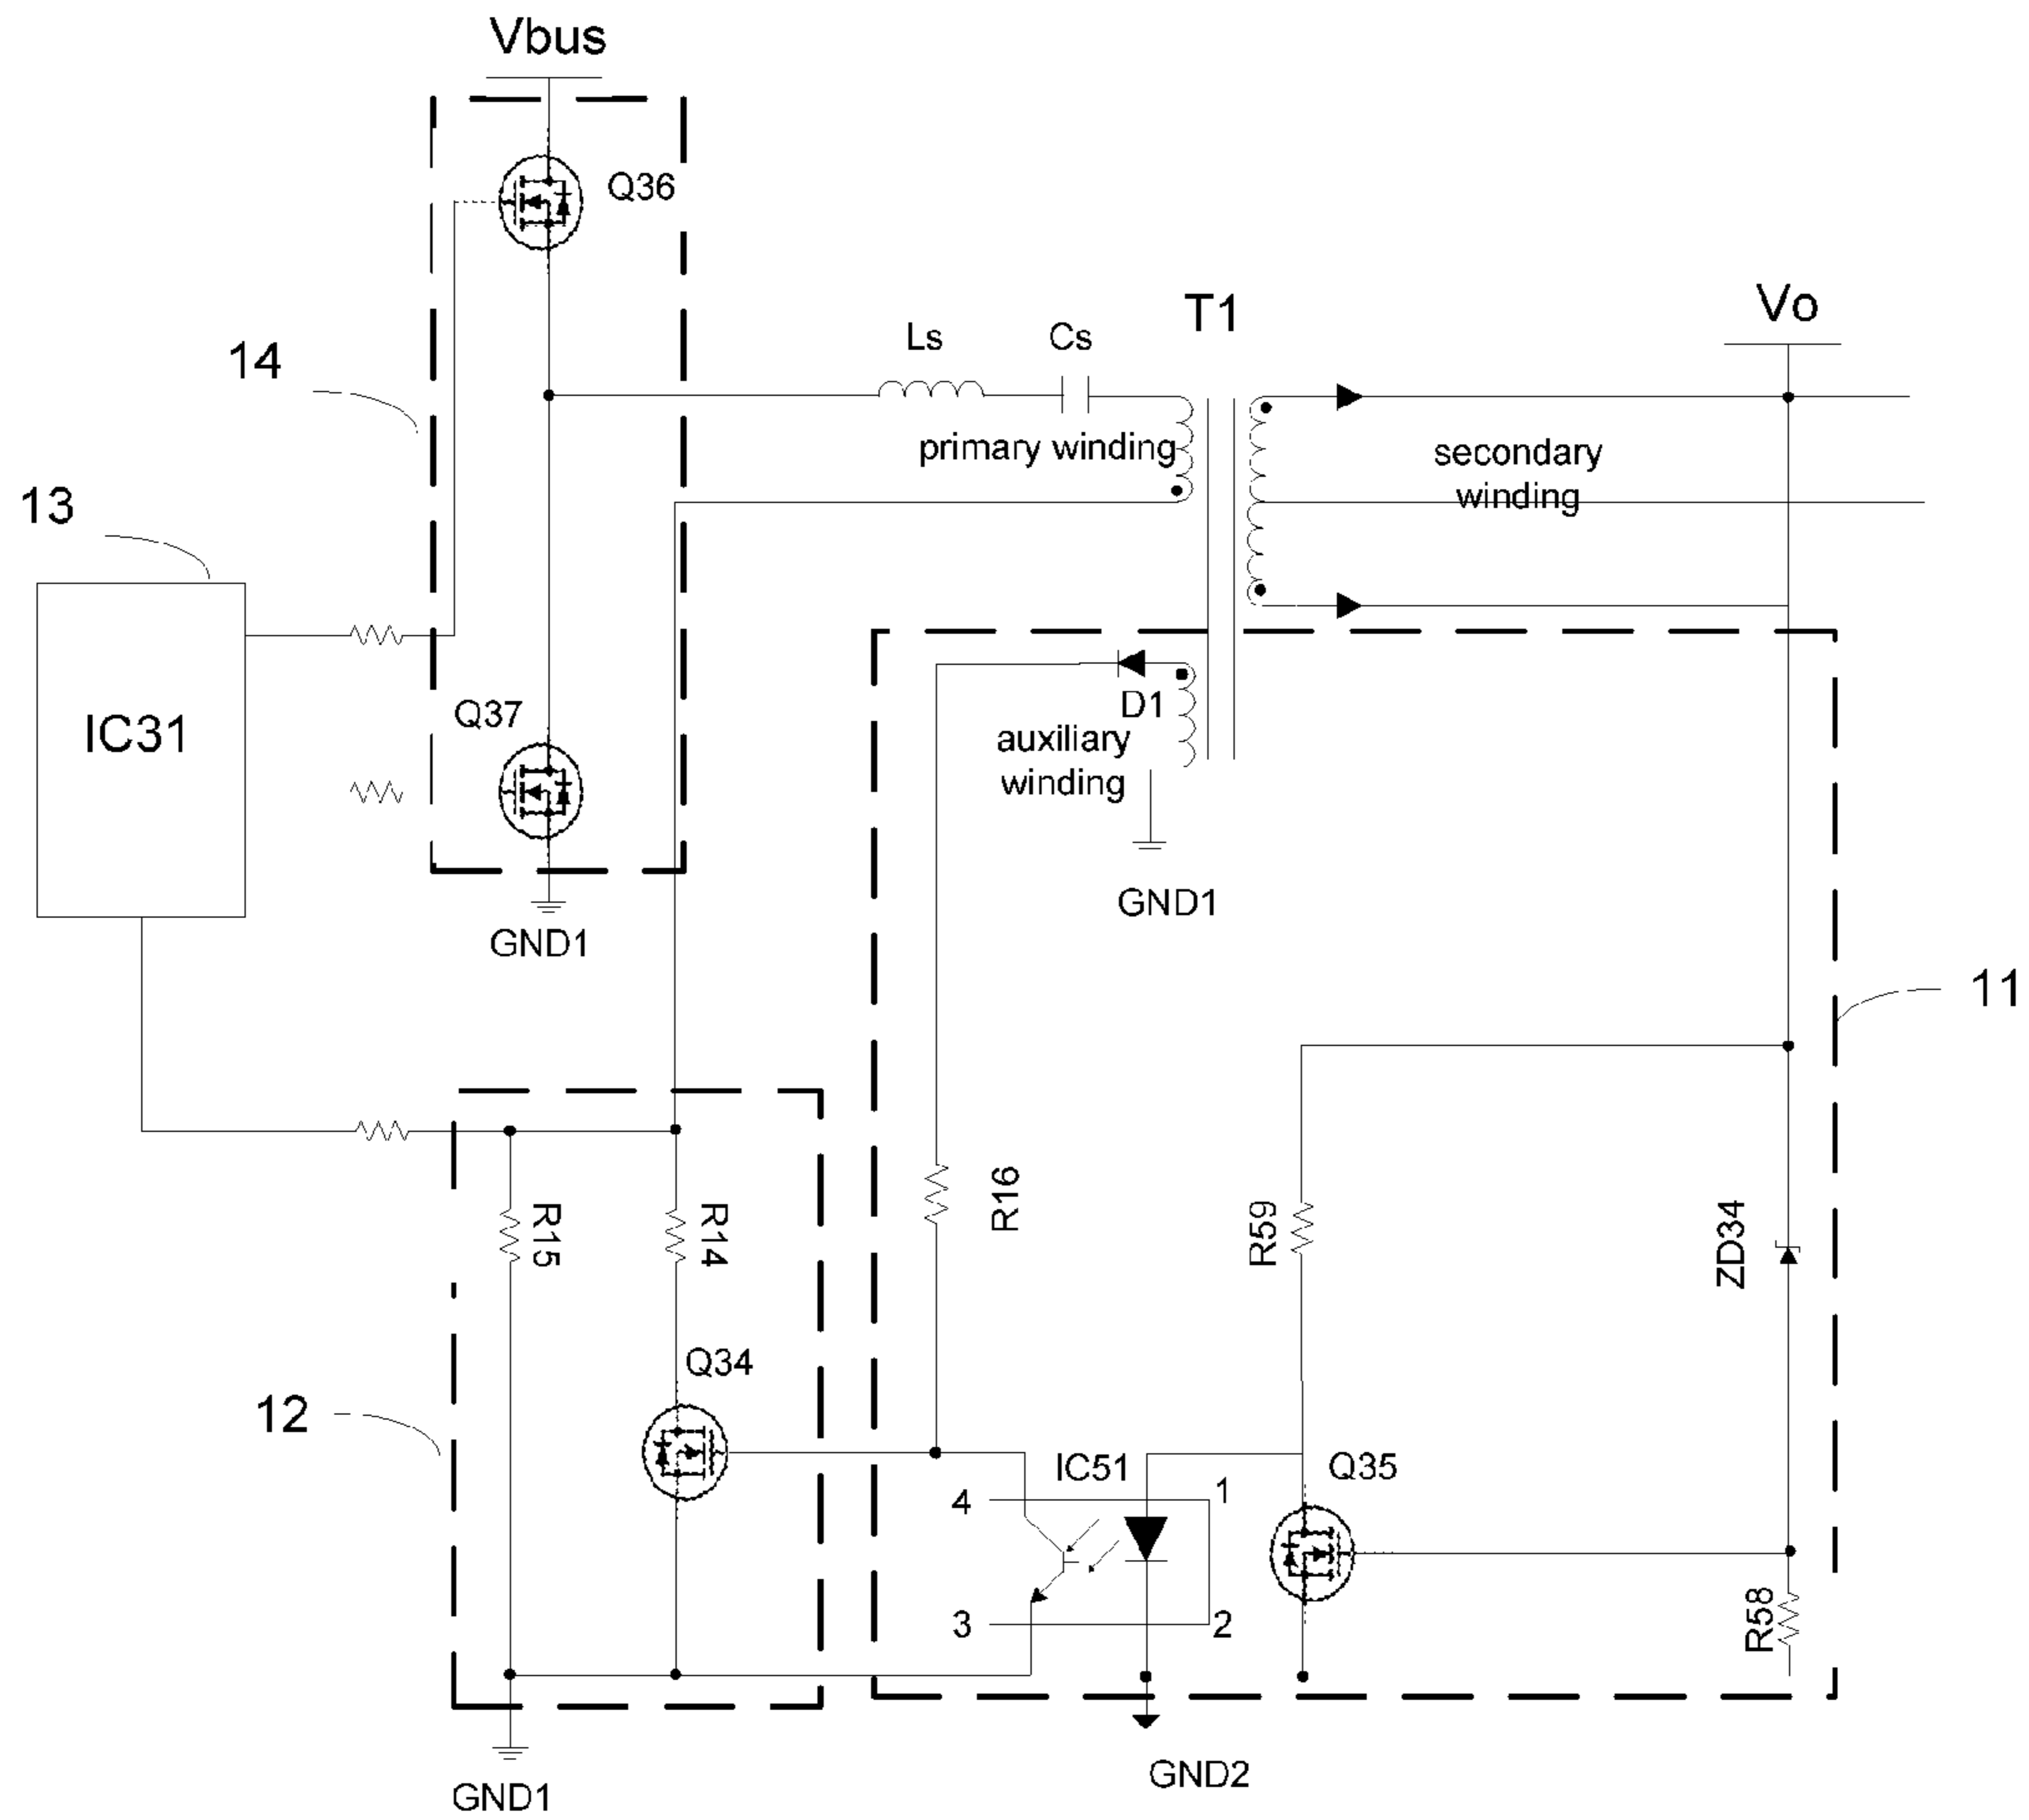 Vbus
Q36
14
Ls
Cs
T1
Vo
primary winding
secondary
winding
13
IC31
Q37
D1
auxiliary
winding
GND1
GND1
11
R15
R14
R16
R59
ZD34
Q34
12
IC51
Q35
4
1
3
2
R58
GND1
GND2